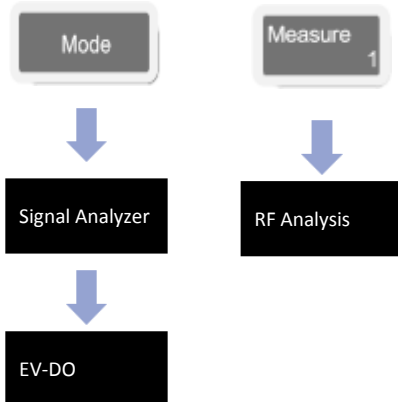 Mode
Signal Analyzer
EV-DO
Measure
1
RF Analysis